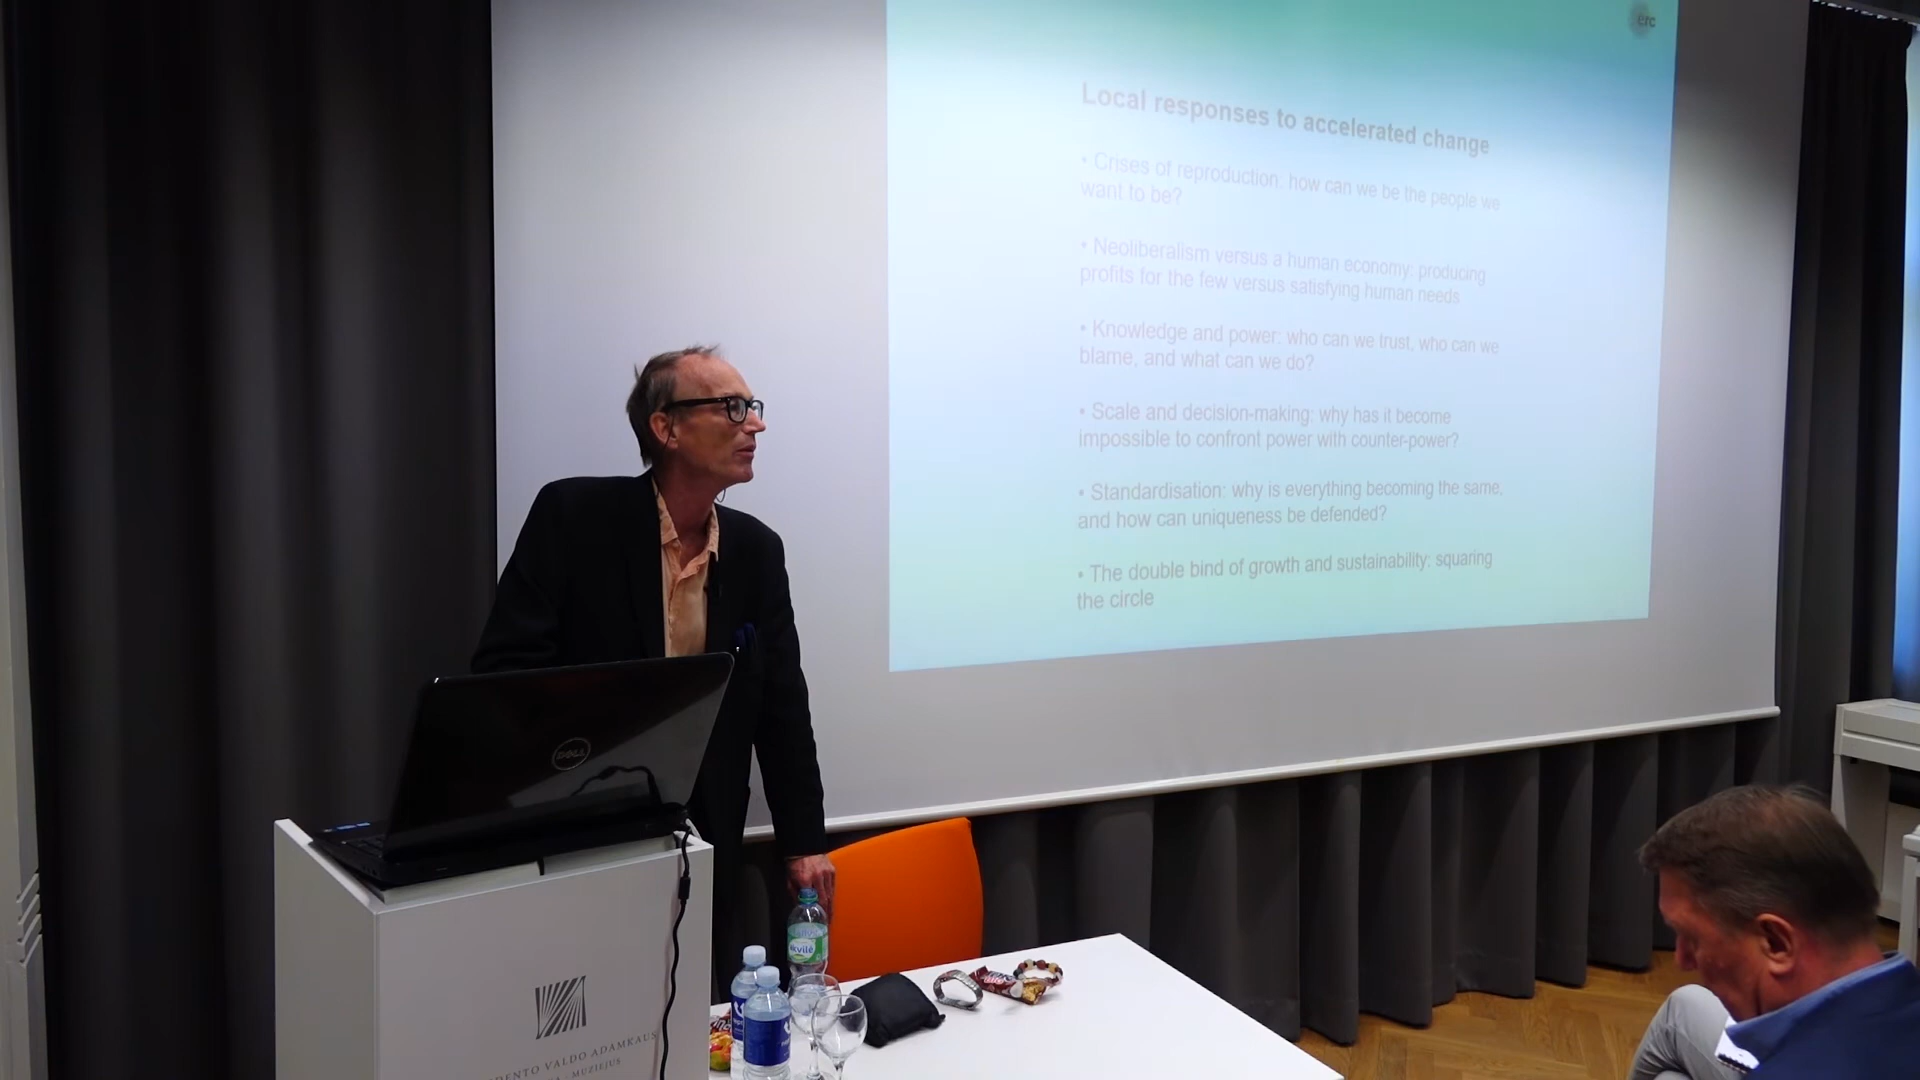 erc
Local responses to accelerated change
• Crises of reproduction: how can we be the people we
want to be?
• Neoliberalism versus a human economy: producing
profits for the few versus satisfying human needs
• Knowledge and power: who can we trust, who can we
blame, and what can we do?
• Scale and decision-making: why has it become
impossible to confront power with counter-power?
• Standardisation: why is everything becoming the same,
and how can uniqueness be defended?
• The double bind of growth and sustainability: squaring
the circle
DELL
DENTO VALDO ADAMKAUS
MUZIEJUS